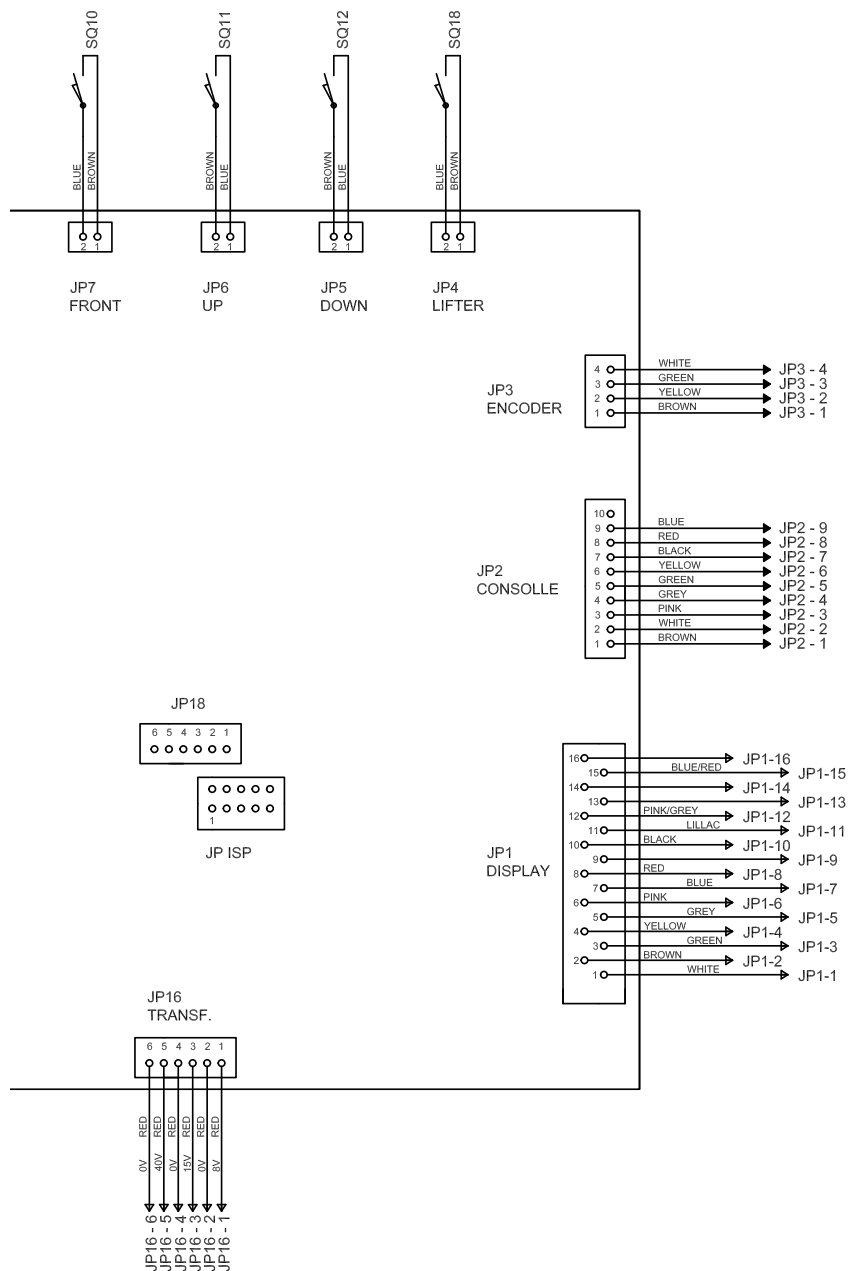 SQ10
SQ11
SQ12
SQ18
BLUE
BROWN
BROWN
BLUE
BROWN
BLUE
BLUE
BROWN
2 1
2 1
2 1
2 1
JP7
FRONT
JP6
UP
JP5
DOWN
JP4
LIFTER
JP3
ENCODER
4 WHITE JP3 - 4
3 GREEN JP3 - 3
2 YELLOW JP3 - 2
1 BROWN JP3 - 1
JP2
CONSOLLE
10
9 BLUE JP2 - 9
8 RED JP2 - 8
7 BLACK JP2 - 7
6 YELLOW JP2 - 6
5 GREEN JP2 - 5
4 GREY JP2 - 4
3 PINK JP2 - 3
2 WHITE JP2 - 2
1 BROWN JP2 - 1
JP18
6 5 4 3 2 1
1
JP ISP
JP1
DISPLAY
16 JP1-16
15 BLUE/RED JP1-15
14 JP1-14
13 JP1-13
12 PINK/GREY JP1-12
11 LILLAC JP1-11
10 BLACK JP1-10
9 JP1-9
8 RED JP1-8
7 BLUE JP1-7
6 PINK JP1-6
5 GREY JP1-5
4 YELLOW JP1-4
3 GREEN JP1-3
2 BROWN JP1-2
1 WHITE JP1-1
JP16
TRANSF.
6 5 4 3 2 1
RED RED RED RED RED RED
0V 40V 0V 15V 0V 8V
JP16 - 6
JP16 - 5
JP16 - 4
JP16 - 3
JP16 - 2
JP16 - 1